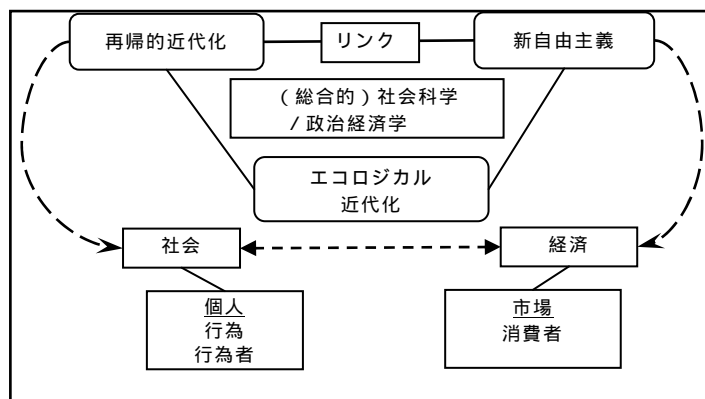 再帰的近代化
リンク
新自由主義
(総合的)社会科学
/政治経済学
エコロジカル
近代化
社会
経済
個人
行為
行為者
市場
消費者